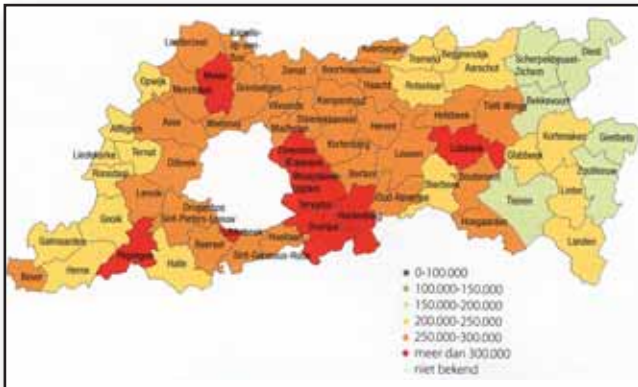 Kapelle-
op-den-
Bos
Londerzeel
Meise
Merchtem
Opwijk
Grimbergen
Zemst
Boortmeerbeek
Keerbergen
Haacht
Tremelo
Begijnendijk
Aarschot
Rotselaar
Scherpenheuvel-
Zichem
Diest
Bekkevoort
Tielt-Winge
Holsbeek
Kampenhout
Vilvoorde
Steenokkerzeel
Machelen
Herent
Kortenberg
Leuven
Lubbeek
Kortenaken
Geetbets
Glabbeek
Zoutleeuw
Linter
Tienen
Landen
Boutersem
Bierbeek
Hoegaarden
Oud-Heverlee
Bertem
Zaventem
Kraainem
Wezembeek-
Oppem
Tervuren
Overijse
Huldenberg
Hoeilaart
Sint-Genesius-Rode
Linkebeek
Drogenbos
Sint-Pieters-Leeuw
Beersel
Halle
Pepingen
Lennik
Dilbeek
Asse
Wemmel
Affligem
Liedekerke
Ternat
Roosdaal
Gooik
Galmaarden
Herne
Bever
0-100.000
100.000-150.000
150.000-200.000
200.000-250.000
250.000-300.000
meer dan 300.000
niet bekend